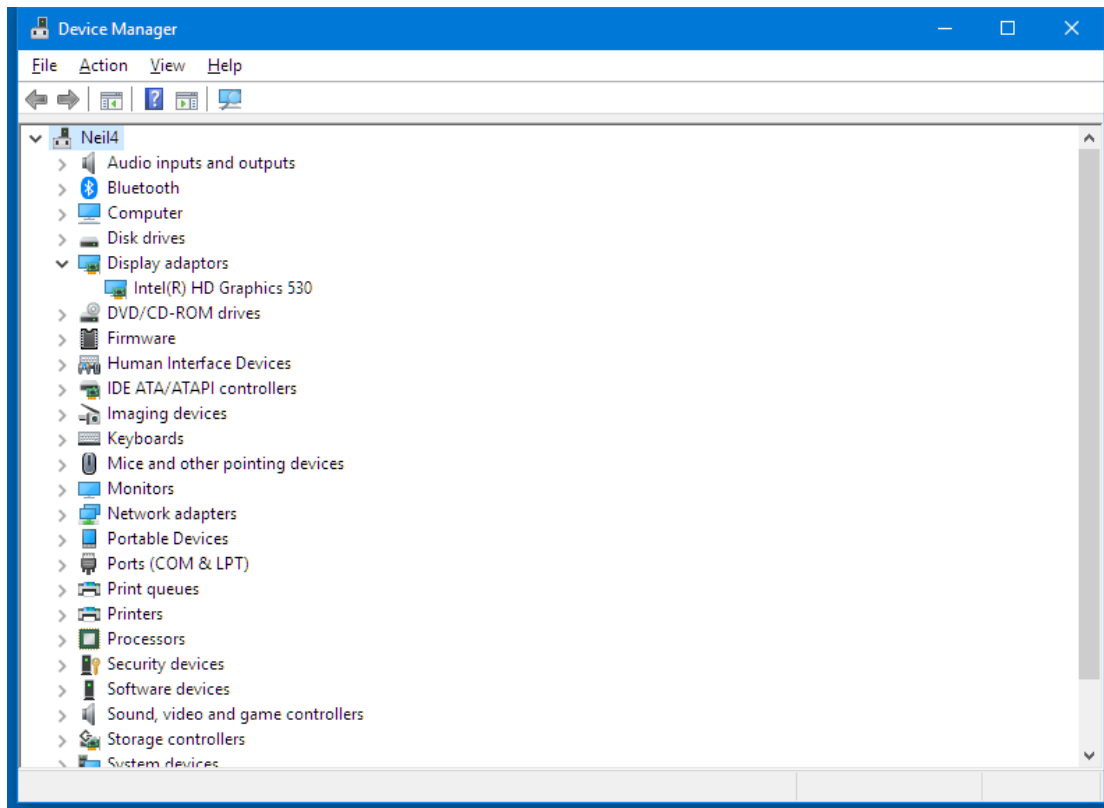 Device Manager
File Action View Help
Neil4
Audio inputs and outputs
Bluetooth
Computer
Disk drives
Display adaptors
Intel(R) HD Graphics 530
DVD/CD-ROM drives
Firmware
Human Interface Devices
IDE ATA/ATAPI controllers
Imaging devices
Keyboards
Mice and other pointing devices
Monitors
Network adapters
Portable Devices
Ports (COM & LPT)
Print queues
Printers
Processors
Security devices
Software devices
Sound, video and game controllers
Storage controllers
System devices